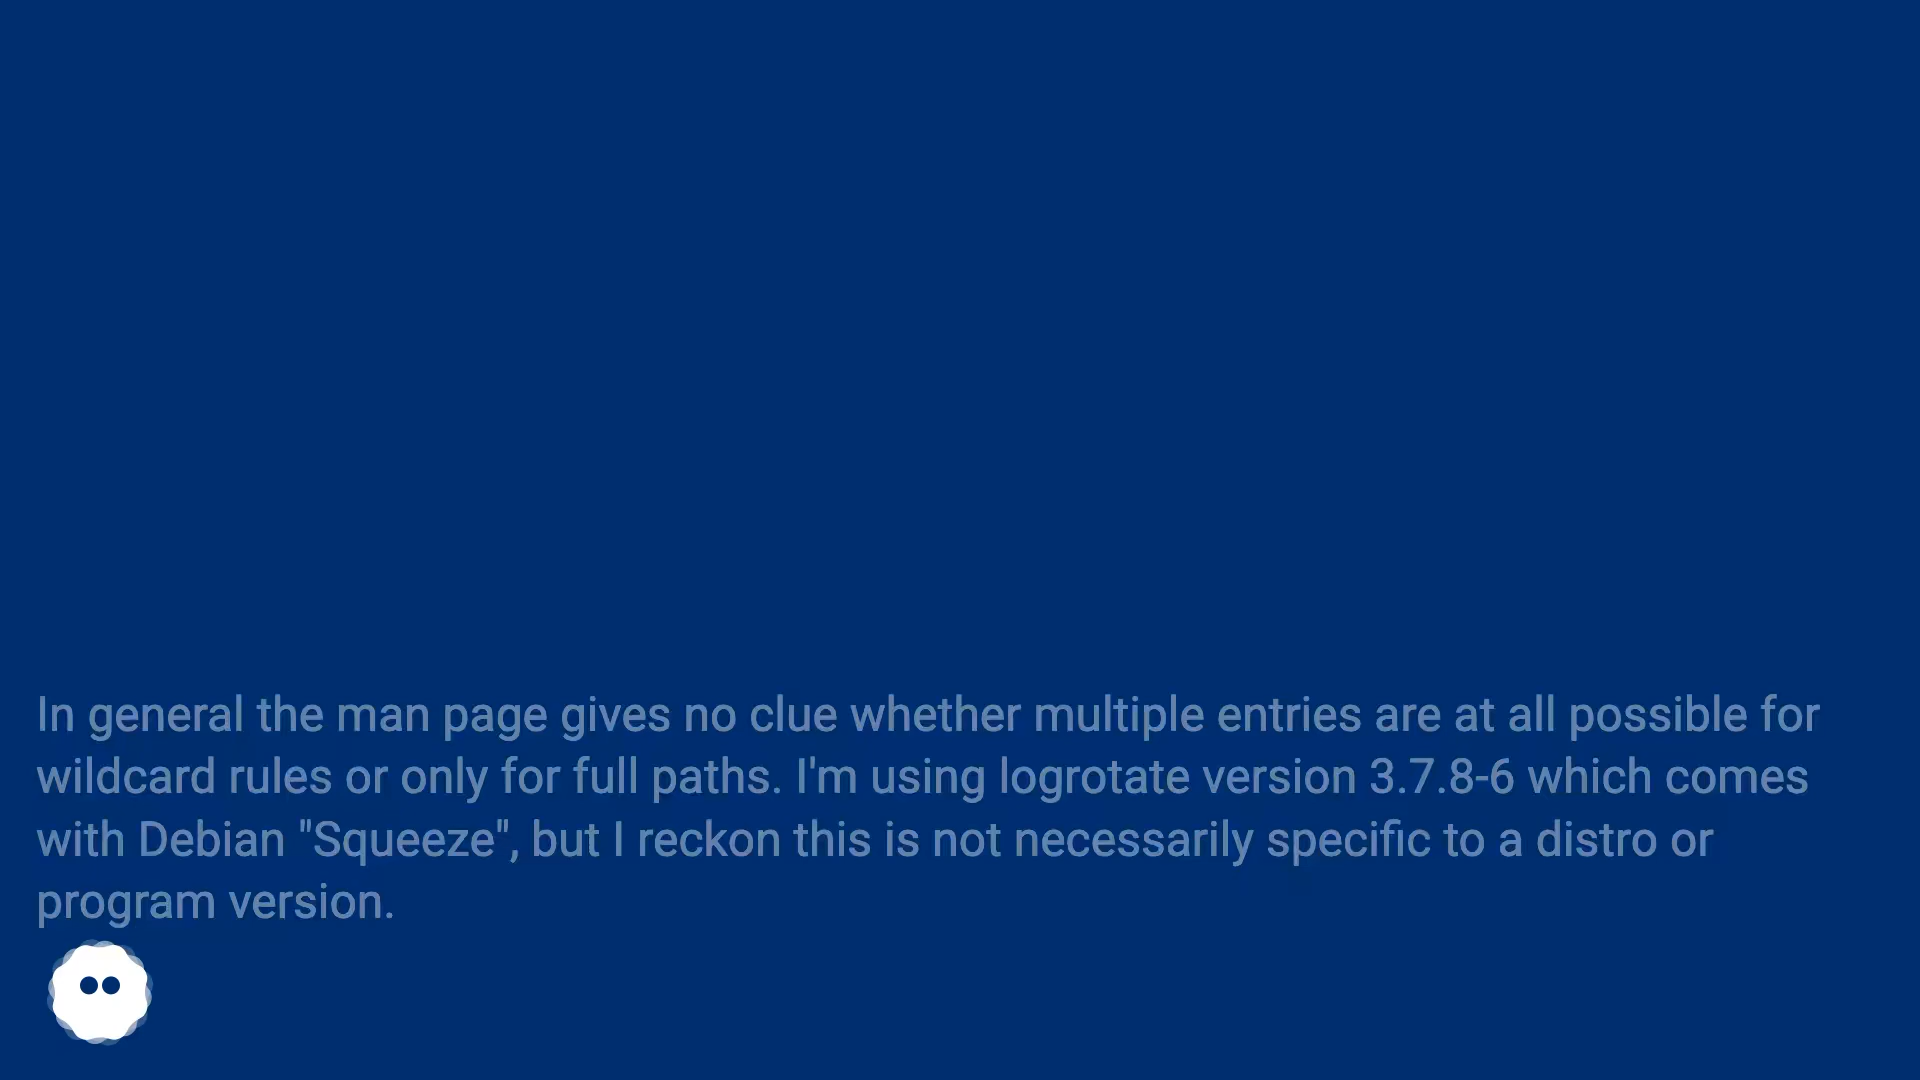 In general the man page gives no clue whether multiple entries are at all possible for
wildcard rules or only for full paths. I'm using logrotate version 3.7.8-6 which comes
with Debian "Squeeze", but I reckon this is not necessarily specific to a distro or
program version.